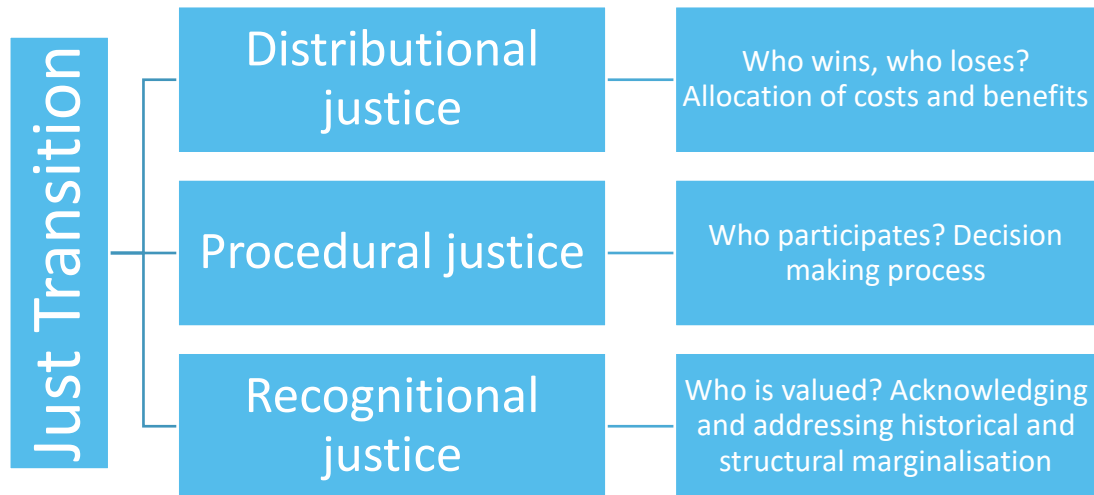 Just Transition
Distributional
justice
Who wins, who loses?
Allocation of costs and benefits
Procedural justice
Who participates? Decision
making process
Recognitional
justice
Who is valued? Acknowledging
and addressing historical and
structural marginalisation